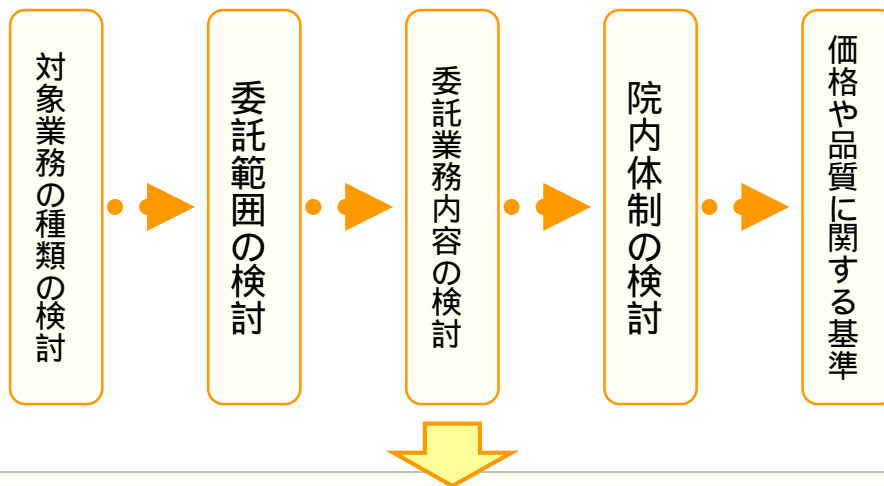 対象業務の種類の検討
委託範囲の検討
委託業務内容の検討
院内体制の検討
価格や品質に関する基準